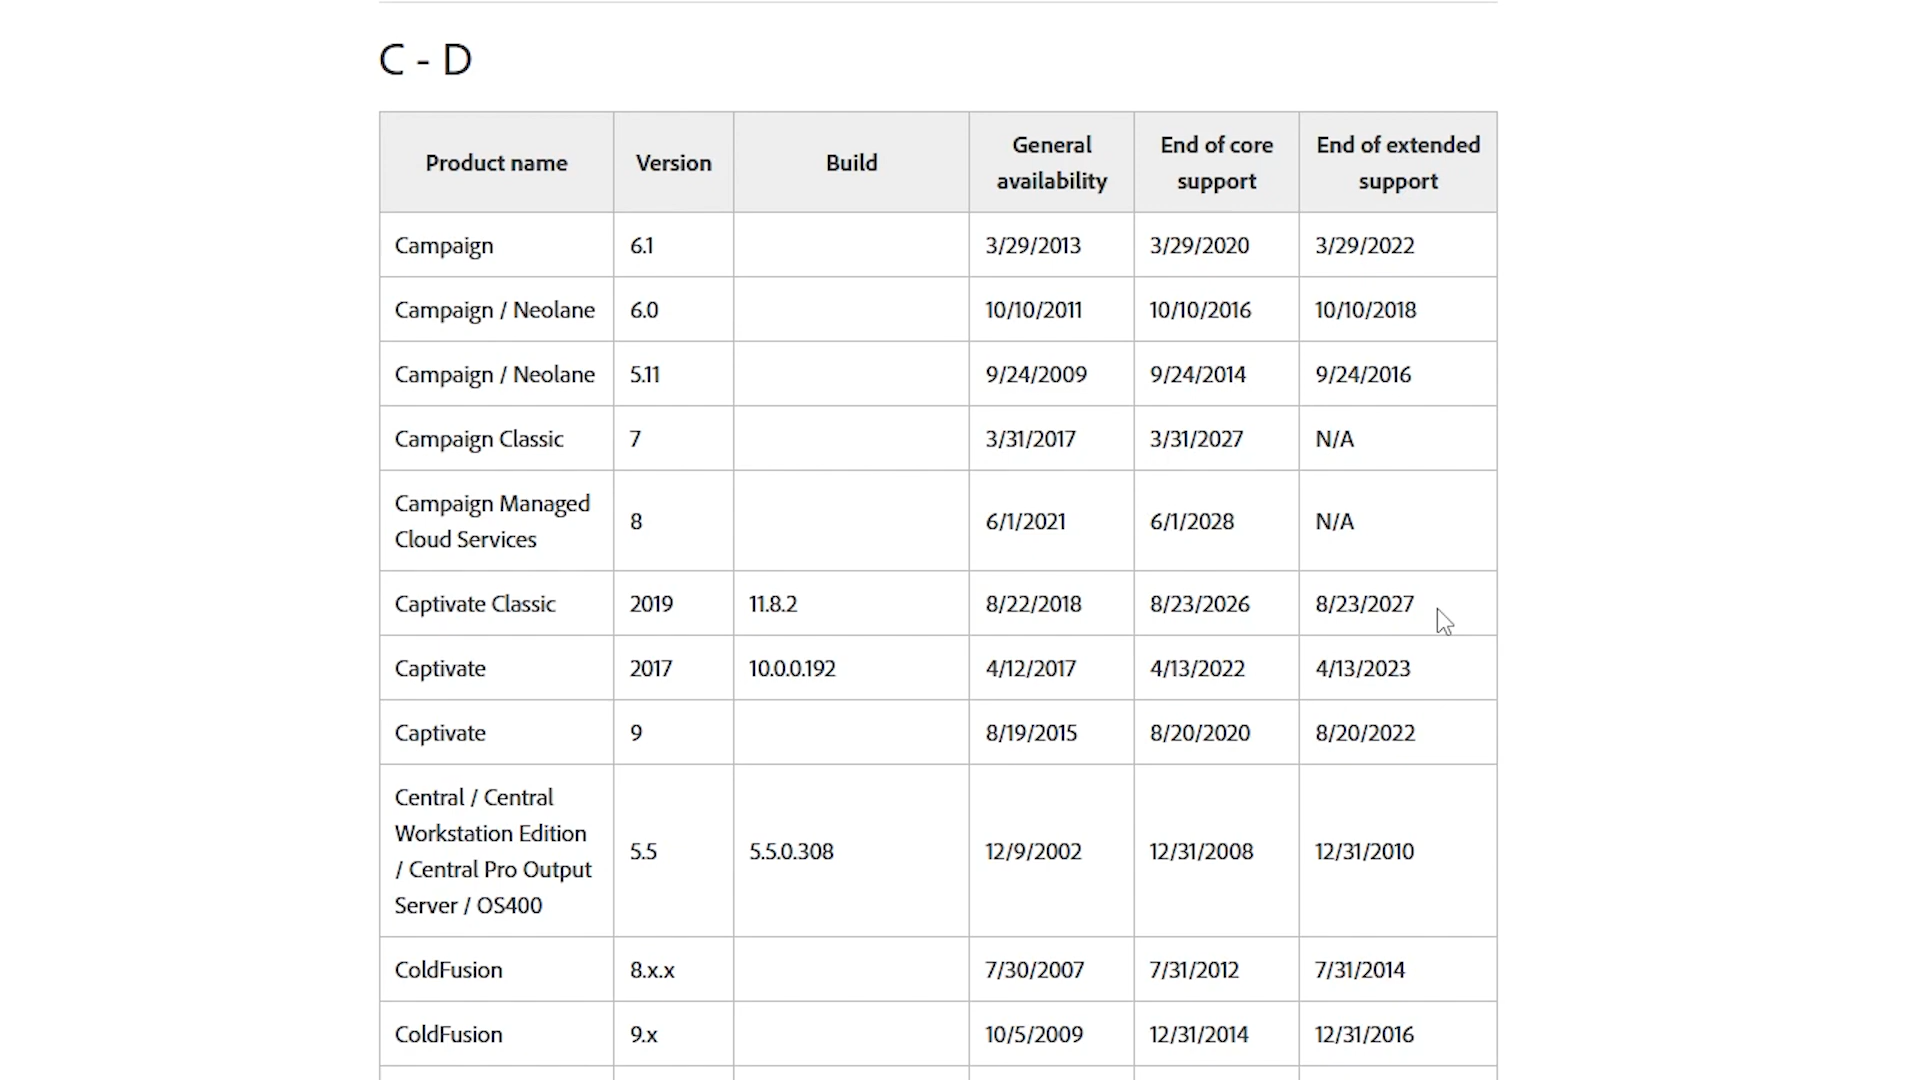 C - D
Product name Version Build General availability End of core support End of extended support
Campaign 6.1 3/29/2013 3/29/2020 3/29/2022
Campaign / Neolane 6.0 10/10/2011 10/10/2016 10/10/2018
Campaign / Neolane 5.11 9/24/2009 9/24/2014 9/24/2016
Campaign Classic 7 3/31/2017 3/31/2027 N/A
Campaign Managed Cloud Services 8 6/1/2021 6/1/2028 N/A
Captivate Classic 2019 11.8.2 8/22/2018 8/23/2026 8/23/2027
Captivate 2017 10.0.0.192 4/12/2017 4/13/2022 4/13/2023
Captivate 9 8/19/2015 8/20/2020 8/20/2022
Central / Central Workstation Edition / Central Pro Output Server / OS400 5.5 5.5.0.308 12/9/2002 12/31/2008 12/31/2010
ColdFusion 8.x.x 7/30/2007 7/31/2012 7/31/2014
ColdFusion 9.x 10/5/2009 12/31/2014 12/31/2016